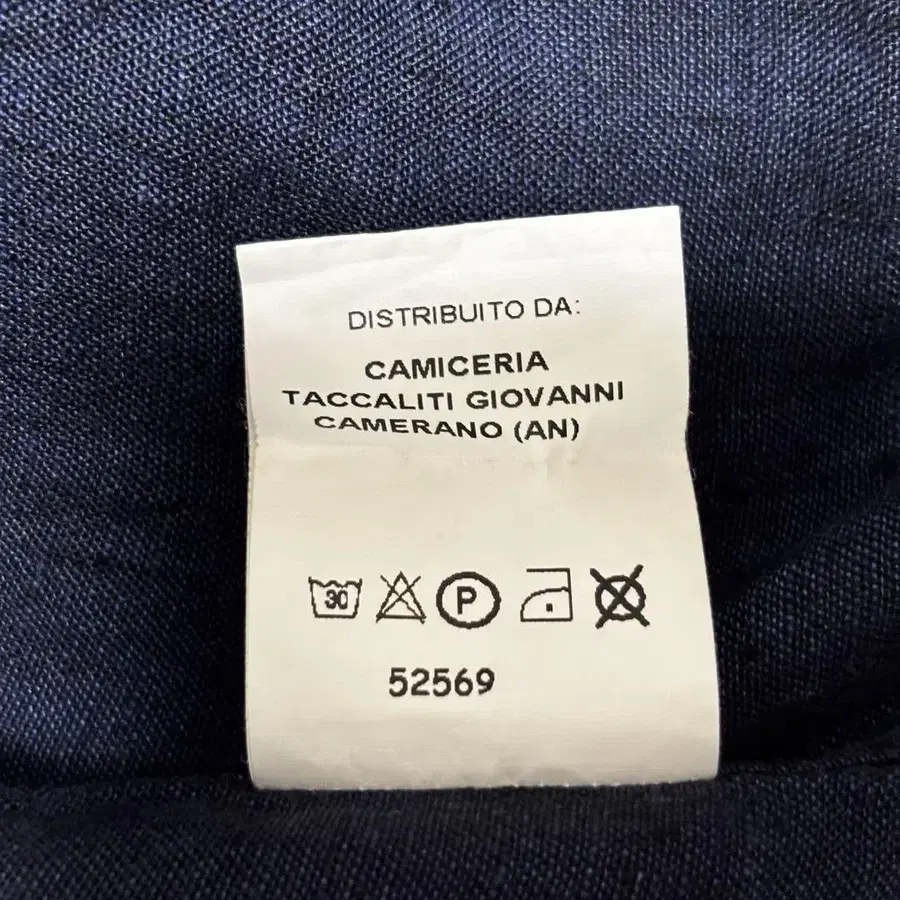 DISTRIBUITO DA:
CAMICERIA
TACCALITI GIOVANNI
CAMERANO (AN)
30 P
52569